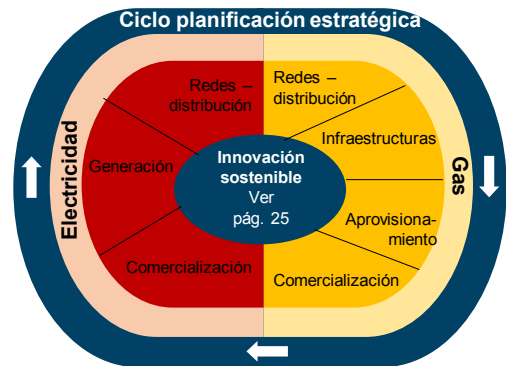 Ciclo planificación estratégica
Electricidad
Redes –
distribución
Generación
Comercialización
Innovación
sostenible
Ver
pág. 25
Redes –
distribución
Infraestructuras
Aprovisiona-
miento
Comercialización
Gas